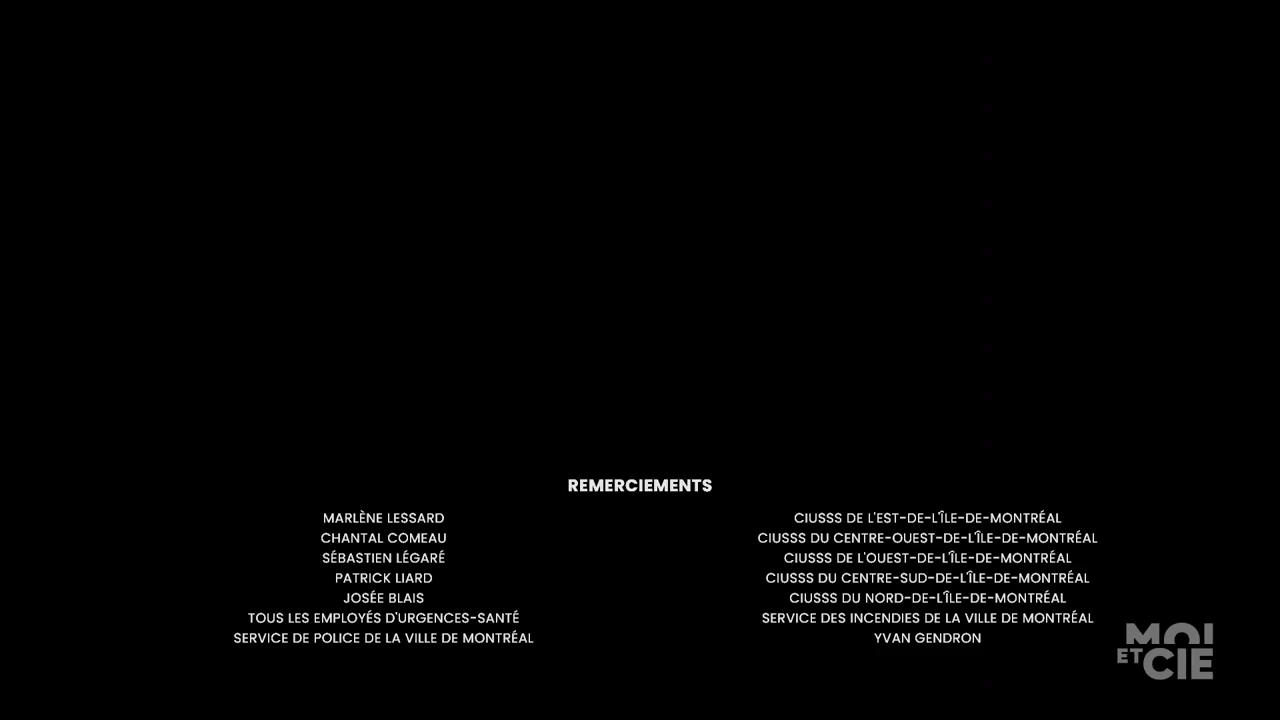 REMERCIEMENTS
MARLÈNE LESSARD
CHANTAL COMEAU
SÉBASTIEN LÉGARÉ
PATRICK LIARD
JOSÉE BLAIS
TOUS LES EMPLOYÉS D'URGENCES-SANTÉ
SERVICE DE POLICE DE LA VILLE DE MONTRÉAL
CIUSSS DE L'EST-DE-L'ÎLE-DE-MONTRÉAL
CIUSSS DU CENTRE-OUEST-DE-L'ÎLE-DE-MONTRÉAL
CIUSSS DE L'OUEST-DE-L'ÎLE-DE-MONTRÉAL
CIUSSS DU CENTRE-SUD-DE-L'ÎLE-DE-MONTRÉAL
CIUSSS DU NORD-DE-L'ÎLE-DE-MONTRÉAL
SERVICE DES INCENDIES DE LA VILLE DE MONTRÉAL
YVAN GENDRON
MOI
ET CIE